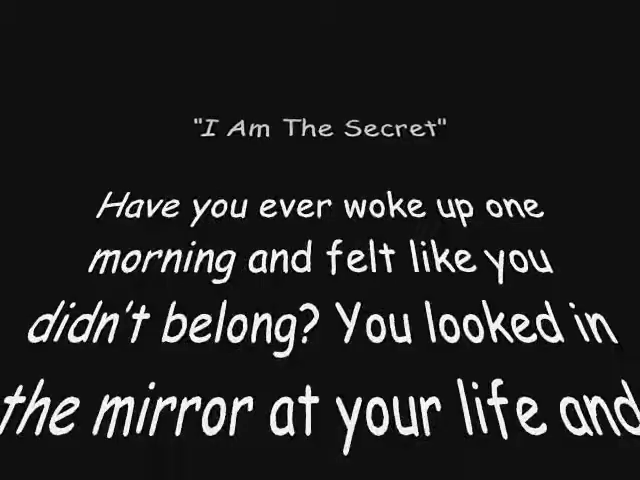 "I Am The Secret"
Have you ever woke up one
morning and felt like you
didn't belong? You looked in
the mirror at your life and